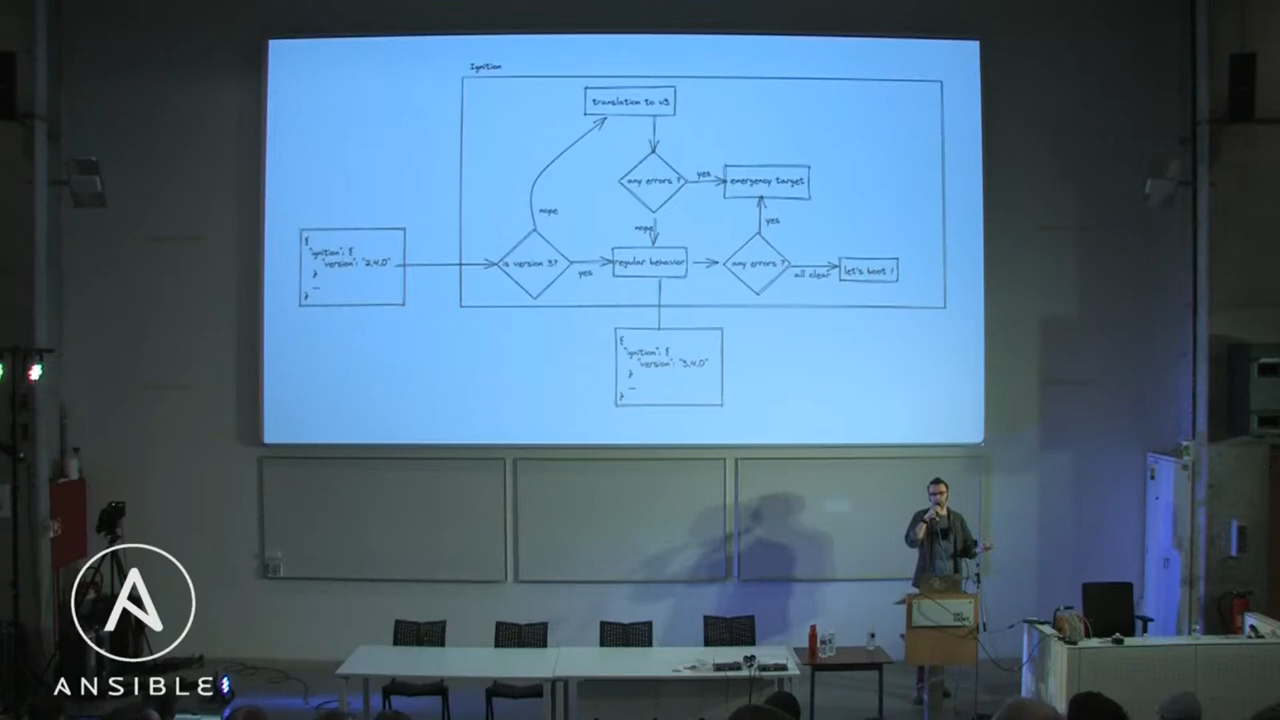 Ignition
translation to v3
any errors ?
yes
emergency target
nope
nope
yes
{
"ignition": {
"version": "2.4.0"
}
...
}
is version 3?
yes
regular behavior
any errors ?
all clear
let's boot !
{
"ignition": {
"version": "3.4.0"
}
...
}
ANSIBLE